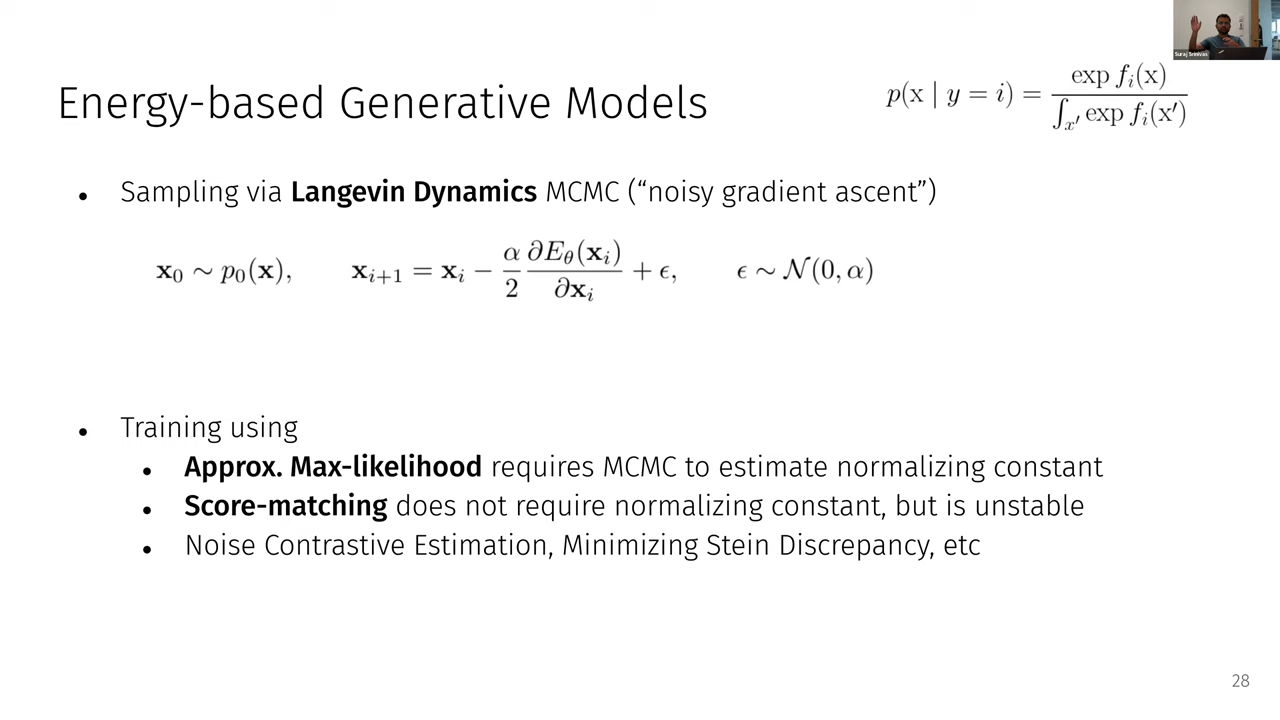 Suraj Srinivas
Energy-based Generative Models
p(x | y = i) = exp f_i(x) / ∫_{x′} exp f_i(x′)
• Sampling via Langevin Dynamics MCMC (“noisy gradient ascent”)
x_0 ∼ p_0(x), x_{i+1} = x_i − α/2 ∂E_θ(x_i)/∂x_i + ϵ, ϵ ∼ N(0, α)
• Training using
• Approx. Max-likelihood requires MCMC to estimate normalizing constant
• Score-matching does not require normalizing constant, but is unstable
• Noise Contrastive Estimation, Minimizing Stein Discrepancy, etc
28